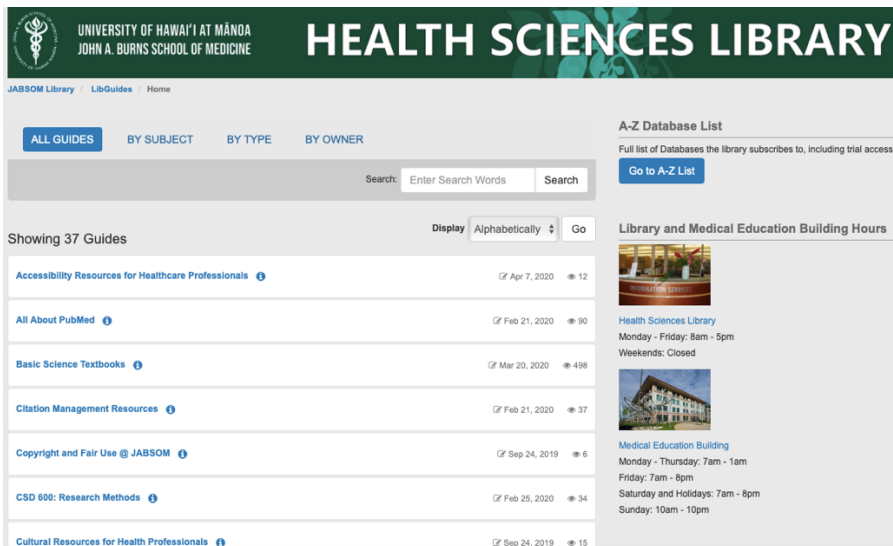 UNIVERSITY OF HAWAI'I AT MĀNOA
JOHN A. BURNS SCHOOL OF MEDICINE
HEALTH SCIENCES LIBRARY
JABSOM Library / LibGuides / Home
ALL GUIDES BY SUBJECT BY TYPE BY OWNER
Search: Enter Search Words Search
Showing 37 Guides
Display Alphabetically Go
Accessibility Resources for Healthcare Professionals Apr 7, 2020 12
All About PubMed Feb 21, 2020 90
Basic Science Textbooks Mar 20, 2020 498
Citation Management Resources Feb 21, 2020 37
Copyright and Fair Use @ JABSOM Sep 24, 2019 6
CSD 600: Research Methods Feb 25, 2020 34
Cultural Resources for Health Professionals Sep 24, 2019 15
A-Z Database List
Full list of Databases the library subscribes to, including trial access
Go to A-Z List
Library and Medical Education Building Hours
INFORMATION SERVICES
Health Sciences Library
Monday - Friday: 8am - 5pm
Weekends: Closed
Medical Education Building
Monday - Thursday: 7am - 1am
Friday: 7am - 8pm
Saturday and Holidays: 7am - 8pm
Sunday: 10am - 10pm